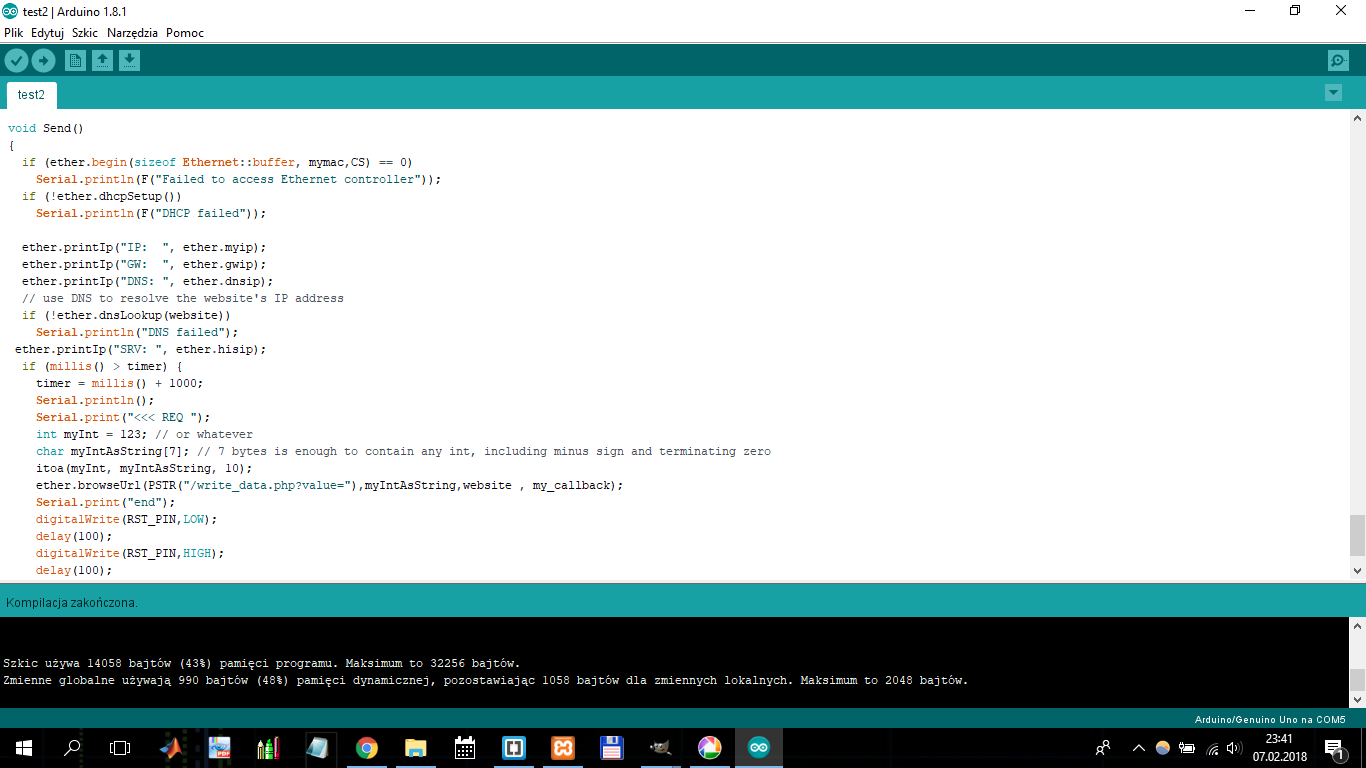 test2 | Arduino 1.8.1
Plik Edytuj Szkic Narzędzia Pomoc
test2
void Send()
{
  if (ether.begin(sizeof Ethernet::buffer, mymac,CS) == 0)
    Serial.println(F("Failed to access Ethernet controller"));
  if (!ether.dhcpSetup())
    Serial.println(F("DHCP failed"));
  ether.printIp("IP:  ", ether.myip);
  ether.printIp("GW:  ", ether.gwip);
  ether.printIp("DNS: ", ether.dnsip);
  // use DNS to resolve the website's IP address
  if (!ether.dnsLookup(website))
    Serial.println("DNS failed");
 ether.printIp("SRV: ", ether.hisip);
  if (millis() > timer) {
    timer = millis() + 1000;
    Serial.println();
    Serial.print("<<< REQ ");
    int myInt = 123; // or whatever
    char myIntAsString[7]; // 7 bytes is enough to contain any int, including minus sign and terminating zero
    itoa(myInt, myIntAsString, 10);
    ether.browseUrl(PSTR("/write_data.php?value="),myIntAsString,website , my_callback);
    Serial.print("end");
    digitalWrite(RST_PIN,LOW);
    delay(100);
    digitalWrite(RST_PIN,HIGH);
    delay(100);
Kompilacja zakończona.
Szkic używa 14058 bajtów (43%) pamięci programu. Maksimum to 32256 bajtów.
Zmienne globalne używają 990 bajtów (48%) pamięci dynamicznej, pozostawiając 1058 bajtów dla zmiennych lokalnych. Maksimum to 2048 bajtów.
Arduino/Genuino Uno na COM5
PDF
23:41
07.02.2018
1